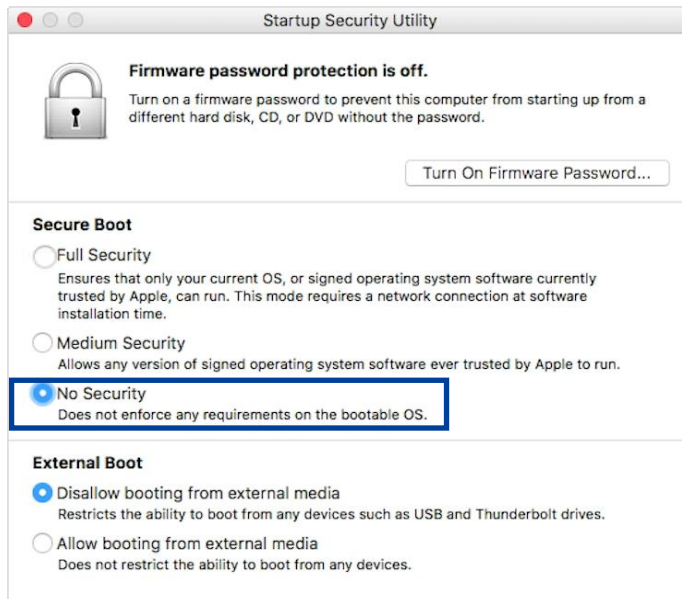 Startup Security Utility
Firmware password protection is off.
Turn on a firmware password to prevent this computer from starting up from a
different hard disk, CD, or DVD without the password.
Turn On Firmware Password...
Secure Boot
Full Security
Ensures that only your current OS, or signed operating system software currently
trusted by Apple, can run. This mode requires a network connection at software
installation time.
Medium Security
Allows any version of signed operating system software ever trusted by Apple to run.
No Security
Does not enforce any requirements on the bootable OS.
External Boot
Disallow booting from external media
Restricts the ability to boot from any devices such as USB and Thunderbolt drives.
Allow booting from external media
Does not restrict the ability to boot from any devices.